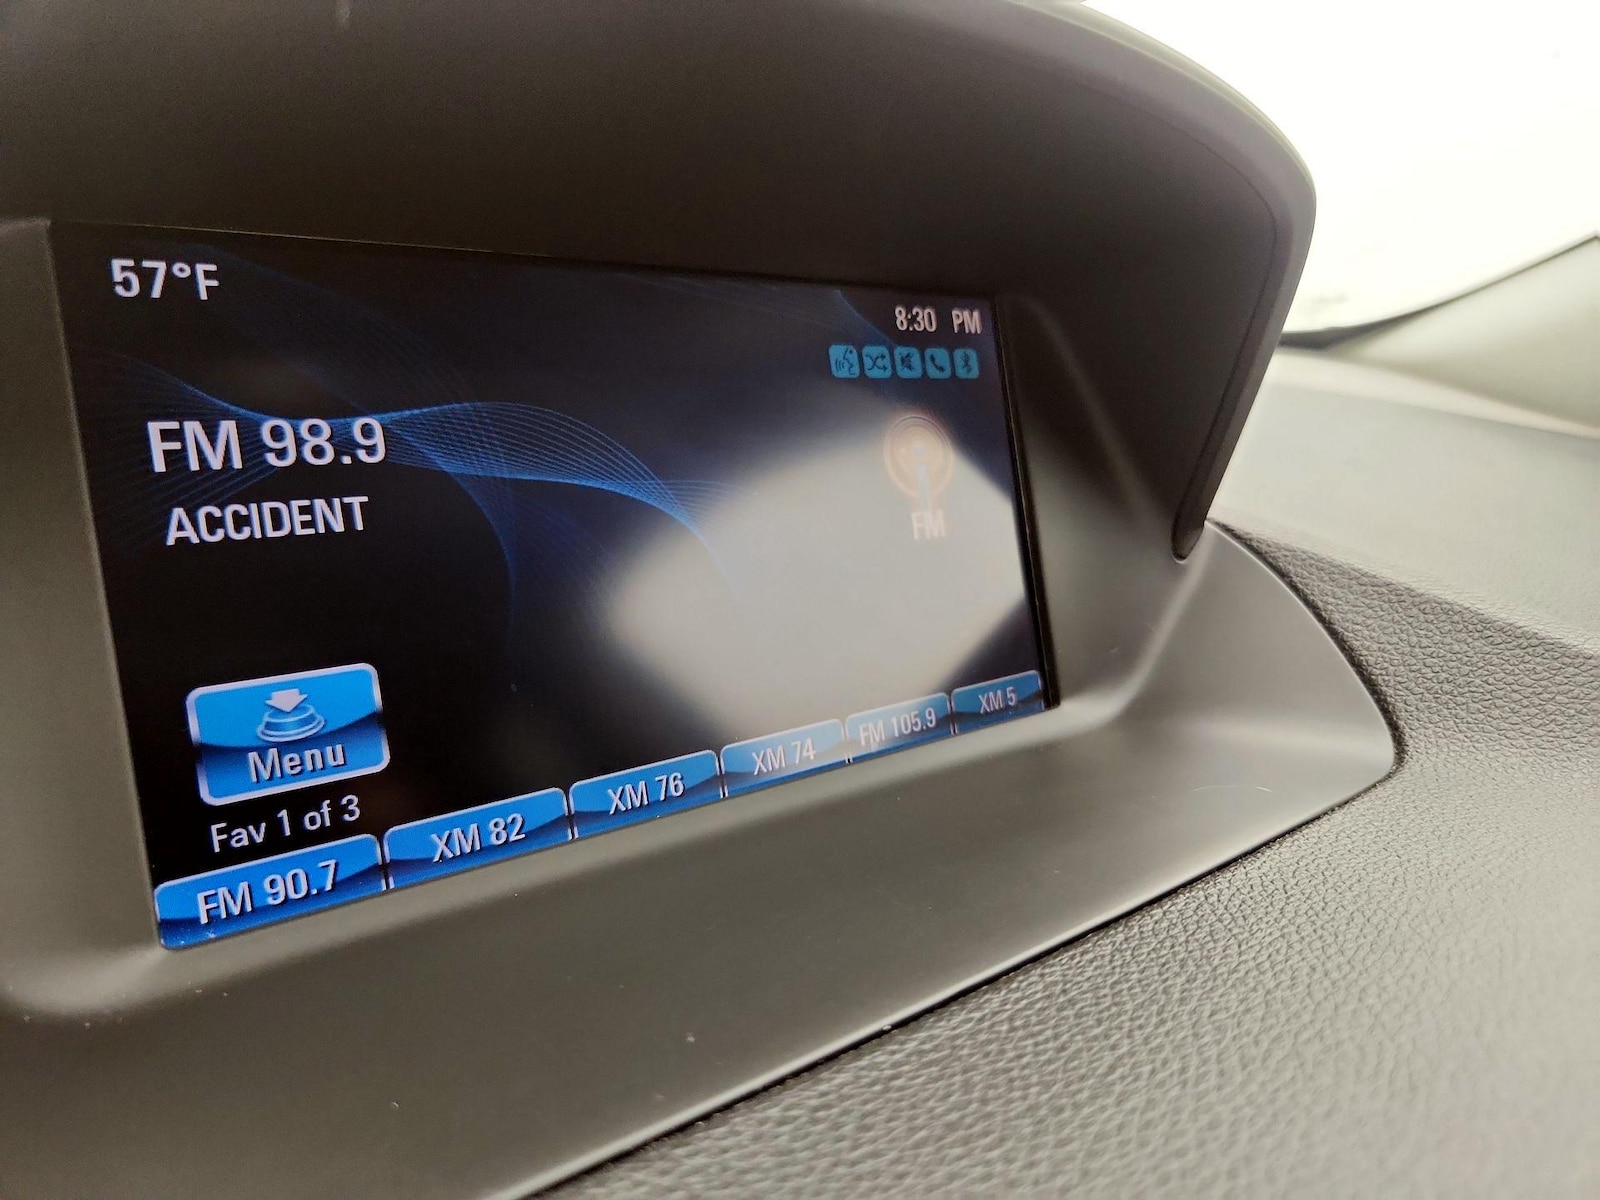 57°F
8:30 PM
FM 98.9
ACCIDENT
FM
Menu
Fav 1 of 3
FM 90.7
XM 82
XM 76
XM 74
FM 105.9
XM 5